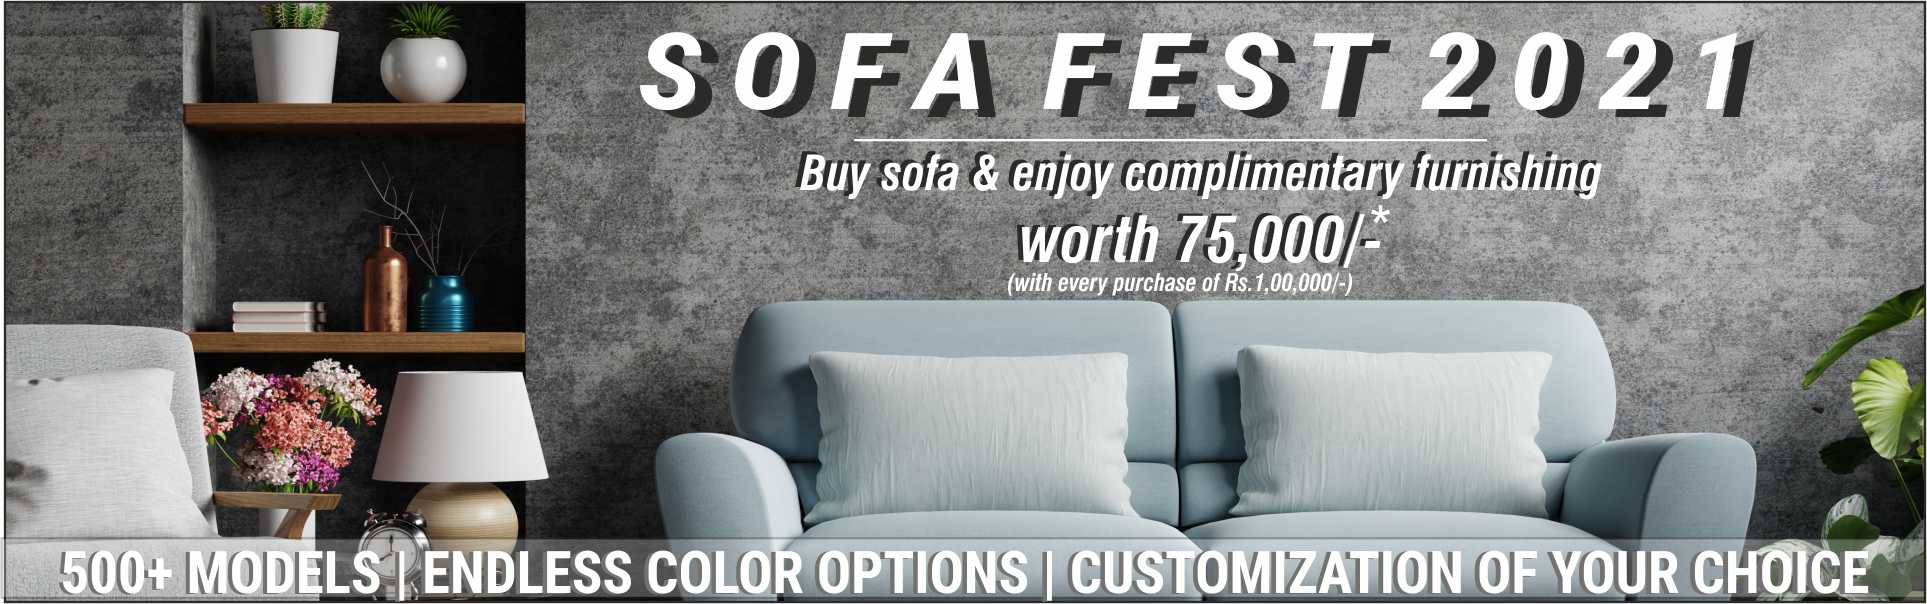 SOFA FEST 2021
Buy sofa & enjoy complimentary furnishing
worth 75,000/-*
(with every purchase of Rs.1,00,000/-)
500+ MODELS | ENDLESS COLOR OPTIONS | CUSTOMIZATION OF YOUR CHOICE